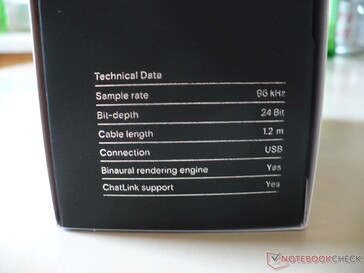 Technical Data
Sample rate 96 kHz
Bit-depth 24 Bit
Cable length 1.2 m
Connection USB
Binaural rendering engine Yes
ChatLink support Yes
NOTEBOOKCHECK